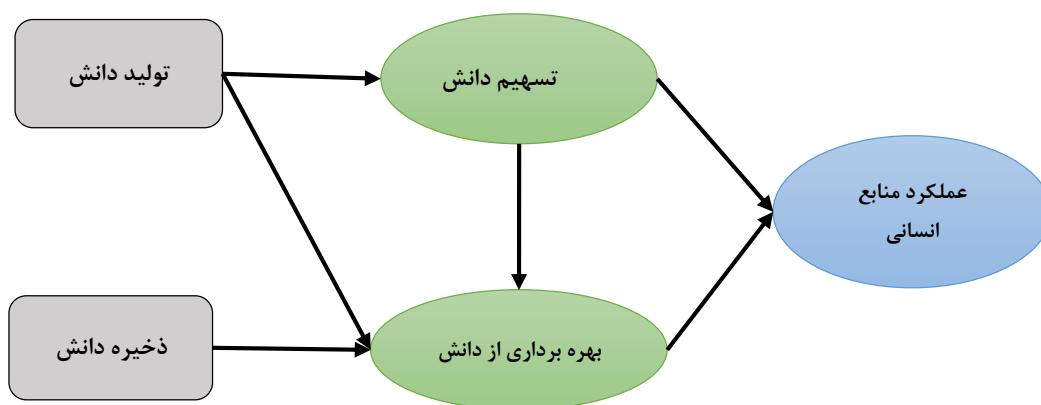 تولید دانش
تسهیم دانش
عملکرد منابع
انسانی
ذخیره دانش
بهره برداری از دانش